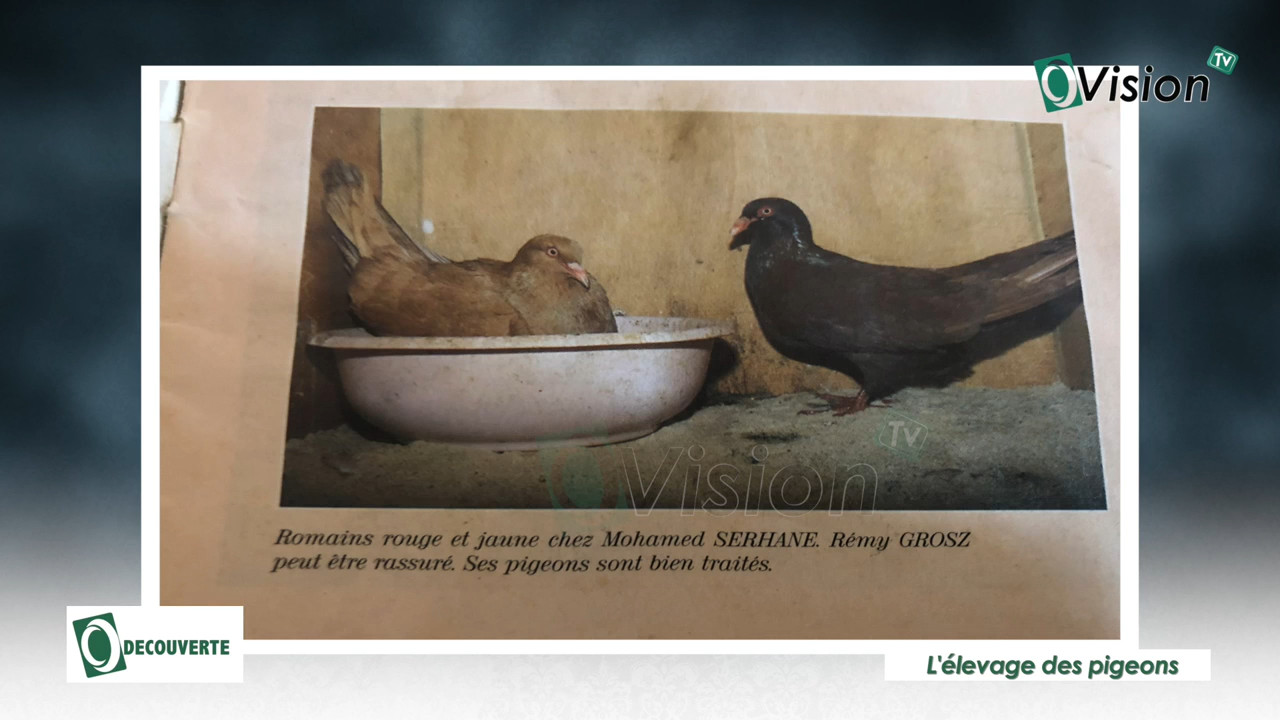 Vision Tv
Romains rouge et jaune chez Mohamed SERHANE. Rémy GROSZ
peut être rassuré. Ses pigeons sont bien traités.
Vision Tv
DECOUVERTE
L'élevage des pigeons